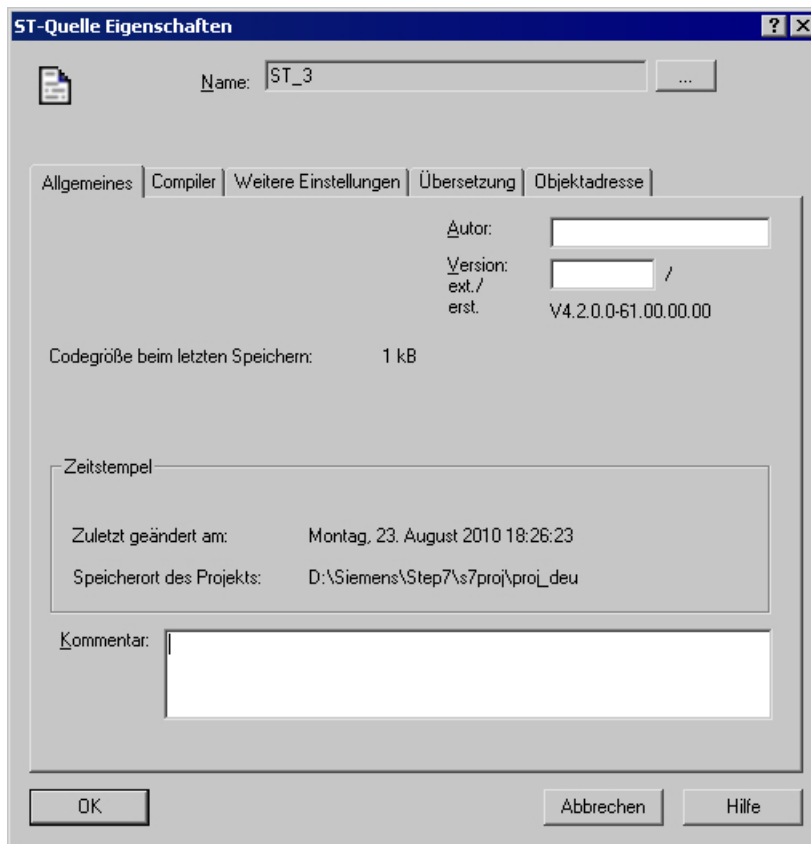 ST-Quelle Eigenschaften
Name: ST_3 ...
Allgemeines Compiler Weitere Einstellungen Übersetzung Objektadresse
Autor:
Version: /
ext./
erst. V4.2.0.0-61.00.00.00
Codegröße beim letzten Speichern: 1 kB
Zeitstempel
Zuletzt geändert am: Montag, 23. August 2010 18:26:23
Speicherort des Projekts: D:\Siemens\Step7\s7proj\proj_deu
Kommentar:
OK Abbrechen Hilfe